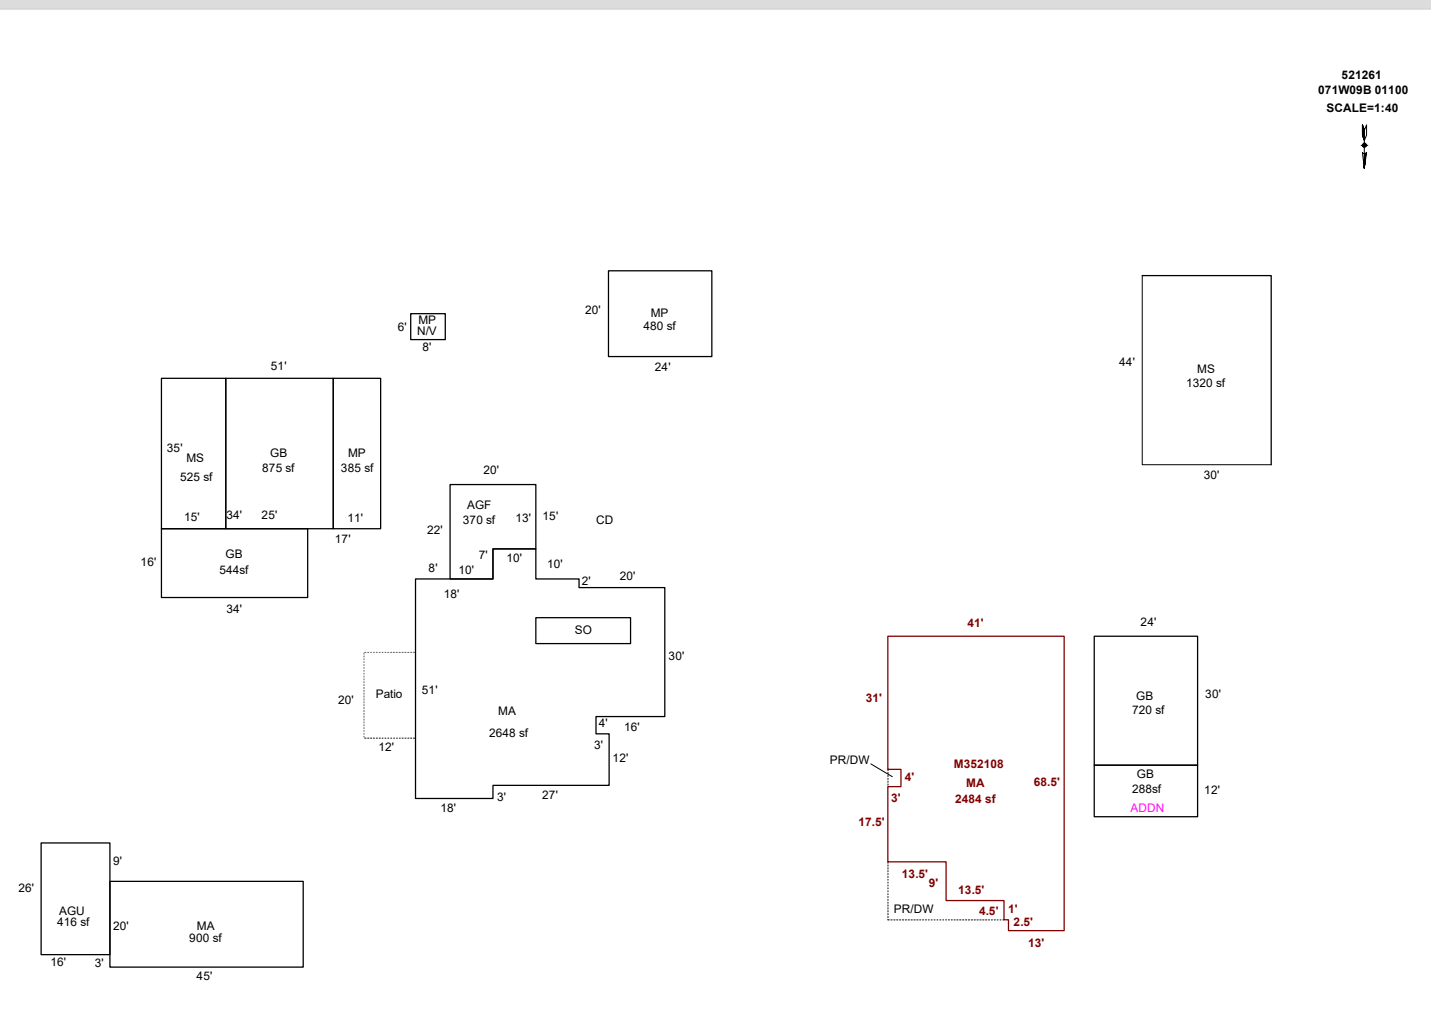 521261
071W09B 01100
SCALE=1:40
20'
MP
480 sf
24'
6'
MP
N/V
8'
44'
MS
1320 sf
30'
51'
35'
MS
525 sf
15'
GB
875 sf
34'
25'
MP
385 sf
11'
17'
16'
GB
544sf
34'
20'
AGF
370 sf
13'
15'
22'
7'
10'
10'
CD
8'
10'
18'
2'
20'
SO
30'
Patio
20'
12'
51'
MA
2648 sf
4'
16'
3'
12'
27'
3'
18'
41'
31'
PR/DW
4'
3'
M352108
MA
2484 sf
68.5'
17.5'
13.5'
9'
13.5'
PR/DW
4.5'
1'
2.5'
13'
24'
GB
720 sf
30'
GB
288sf
ADDN
12'
9'
26'
AGU
416 sf
20'
16'
3'
MA
900 sf
45'